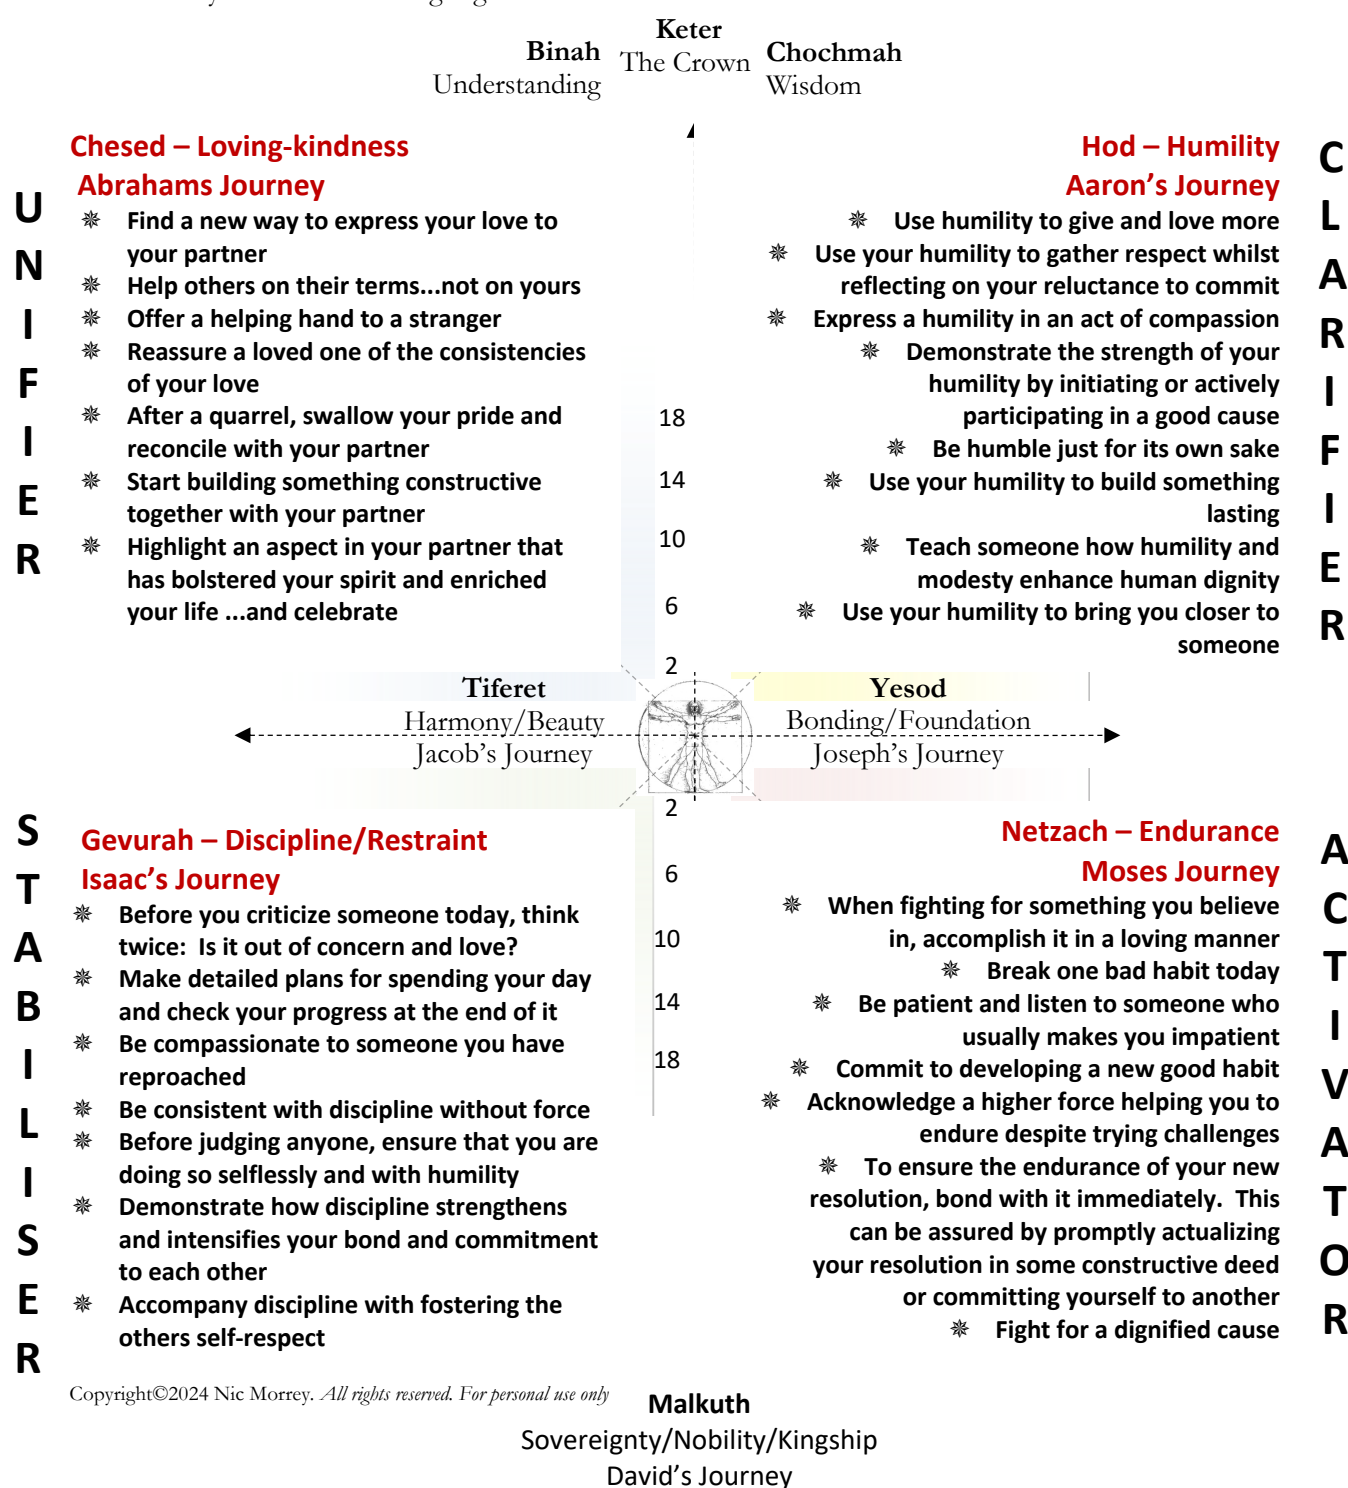 Keter
The Crown
Binah
Understanding
Chochmah
Wisdom
UNIFIER
Chesed – Loving-kindness
Abrahams Journey
✵ Find a new way to express your love to
your partner
✵ Help others on their terms...not on yours
✵ Offer a helping hand to a stranger
✵ Reassure a loved one of the consistencies
of your love
✵ After a quarrel, swallow your pride and
reconcile with your partner
✵ Start building something constructive
together with your partner
✵ Highlight an aspect in your partner that
has bolstered your spirit and enriched
your life ...and celebrate
18
14
10
6
2
CLARIFIER
Hod – Humility
Aaron’s Journey
✵ Use humility to give and love more
✵ Use your humility to gather respect whilst
reflecting on your reluctance to commit
✵ Express a humility in an act of compassion
✵ Demonstrate the strength of your
humility by initiating or actively
participating in a good cause
✵ Be humble just for its own sake
✵ Use your humility to build something
lasting
✵ Teach someone how humility and
modesty enhance human dignity
✵ Use your humility to bring you closer to
someone
Tiferet
Harmony/Beauty
Jacob’s Journey
Yesod
Bonding/Foundation
Joseph’s Journey
STABILISER
Gevurah – Discipline/Restraint
Isaac’s Journey
✵ Before you criticize someone today, think
twice: Is it out of concern and love?
✵ Make detailed plans for spending your day
and check your progress at the end of it
✵ Be compassionate to someone you have
reproached
✵ Be consistent with discipline without force
✵ Before judging anyone, ensure that you are
doing so selflessly and with humility
✵ Demonstrate how discipline strengthens
and intensifies your bond and commitment
to each other
✵ Accompany discipline with fostering the
others self-respect
2
6
10
14
18
ACTIVATOR
Netzach – Endurance
Moses Journey
✵ When fighting for something you believe
in, accomplish it in a loving manner
✵ Break one bad habit today
✵ Be patient and listen to someone who
usually makes you impatient
✵ Commit to developing a new good habit
✵ Acknowledge a higher force helping you to
endure despite trying challenges
✵ To ensure the endurance of your new
resolution, bond with it immediately. This
can be assured by promptly actualizing
your resolution in some constructive deed
or committing yourself to another
✵ Fight for a dignified cause
Copyright©2024 Nic Morrey. All rights reserved. For personal use only
Malkuth
Sovereignty/Nobility/Kingship
David’s Journey